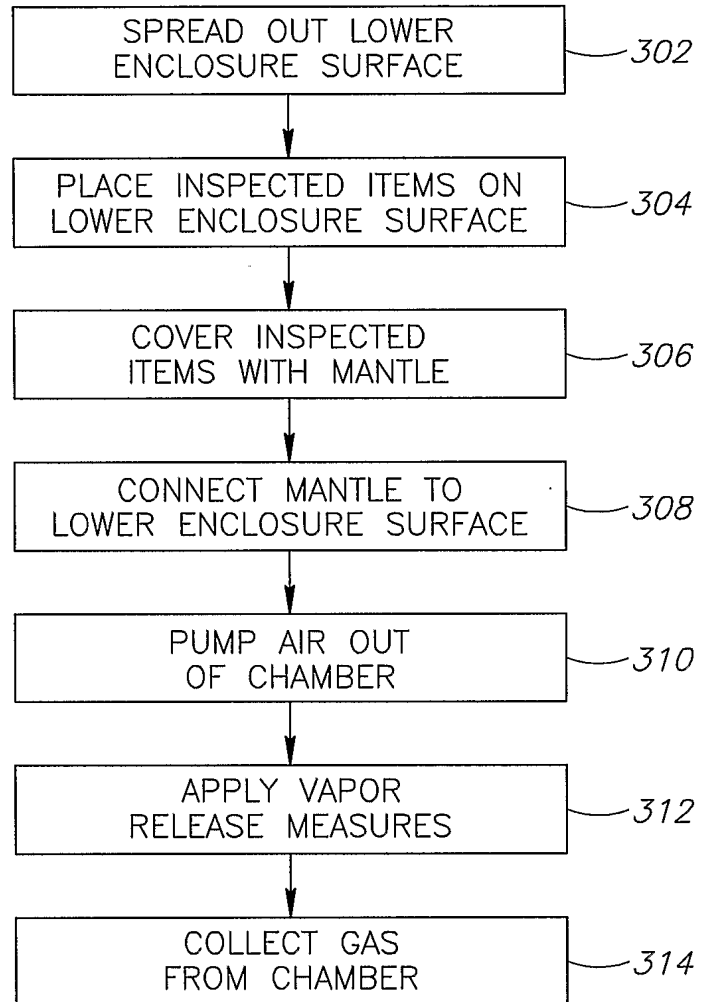 SPREAD OUT LOWER
ENCLOSURE SURFACE
302
PLACE INSPECTED ITEMS ON
LOWER ENCLOSURE SURFACE
304
COVER INSPECTED
ITEMS WITH MANTLE
306
CONNECT MANTLE TO
LOWER ENCLOSURE SURFACE
308
PUMP AIR OUT
OF CHAMBER
310
APPLY VAPOR
RELEASE MEASURES
312
COLLECT GAS
FROM CHAMBER
314